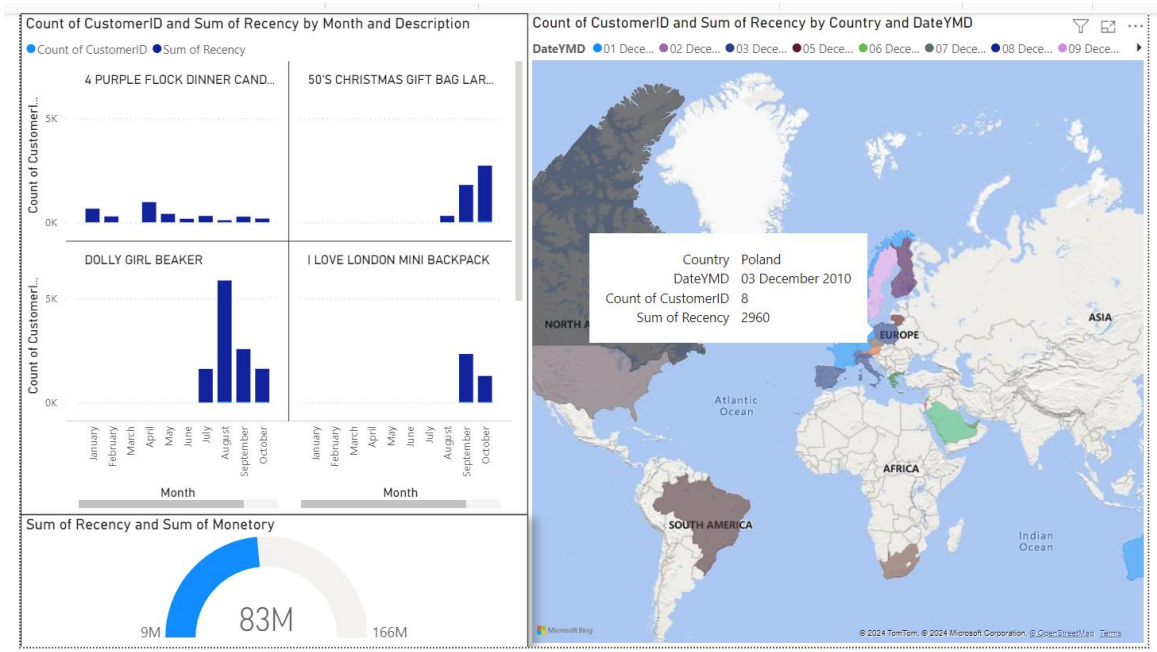 Count of CustomerID and Sum of Recency by Month and Description
Count of CustomerID Sum of Recency
4 PURPLE FLOCK DINNER CAND...
50'S CHRISTMAS GIFT BAG LAR...
Count of CustomerI...
5K
0K
DOLLY GIRL BEAKER
I LOVE LONDON MINI BACKPACK
Count of CustomerI...
5K
0K
January
February
March
April
May
June
July
August
September
October
January
February
March
April
May
June
July
August
September
October
Month
Month
Sum of Recency and Sum of Monetory
9M
83M
166M
Count of CustomerID and Sum of Recency by Country and DateYMD
DateYMD 01 Dece... 02 Dece... 03 Dece... 05 Dece... 06 Dece... 07 Dece... 08 Dece... 09 Dece...
Country Poland
DateYMD 03 December 2010
Count of CustomerID 8
Sum of Recency 2960
NORTH A
EUROPE
ASIA
Atlantic
Ocean
AFRICA
SOUTH AMERICA
Indian
Ocean
Microsoft Bing
© 2024 TomTom, © 2024 Microsoft Corporation, © OpenStreetMap Terms